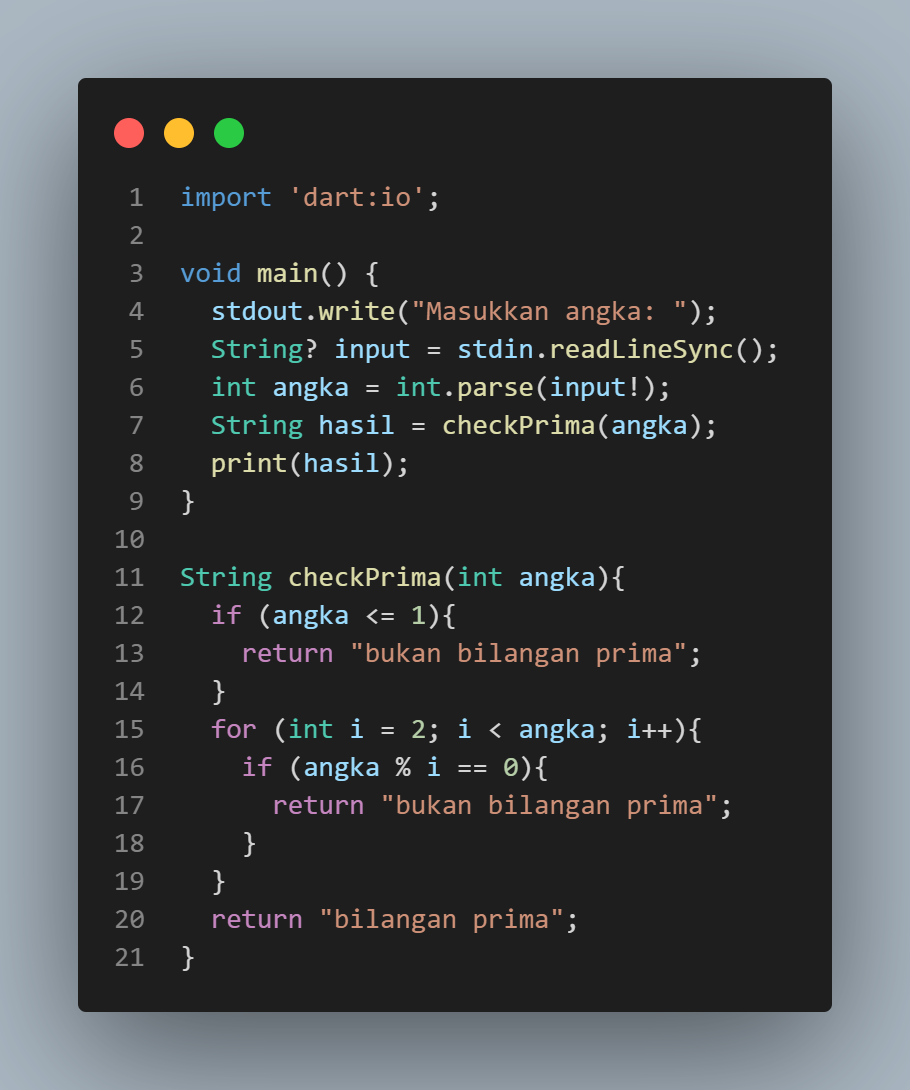 1 import 'dart:io';
2
3 void main() {
4   stdout.write("Masukkan angka: ");
5   String? input = stdin.readLineSync();
6   int angka = int.parse(input!);
7   String hasil = checkPrima(angka);
8   print(hasil);
9 }
10
11 String checkPrima(int angka){
12   if (angka <= 1){
13     return "bukan bilangan prima";
14   }
15   for (int i = 2; i < angka; i++){
16     if (angka % i == 0){
17       return "bukan bilangan prima";
18     }
19   }
20   return "bilangan prima";
21 }